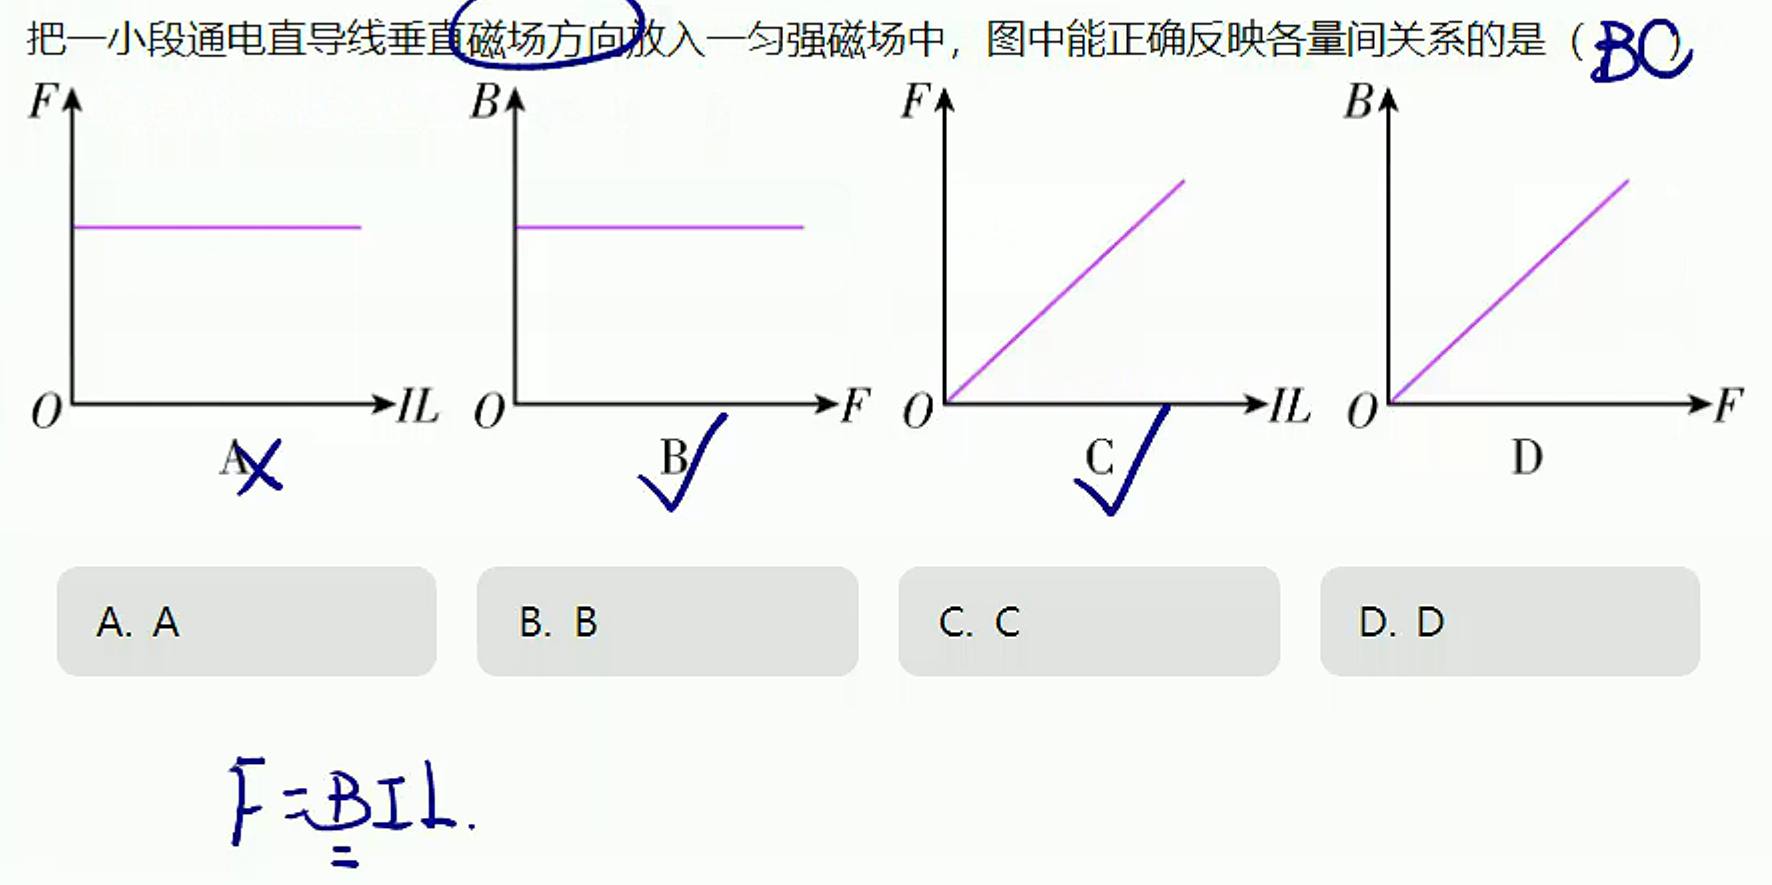 把一小段通电直导线垂直磁场方向放入一匀强磁场中，图中能正确反映各量间关系的是（BC）
F B F B
O IL O F O IL O F
A B C D
A. A B. B C. C D. D
F=BIL.